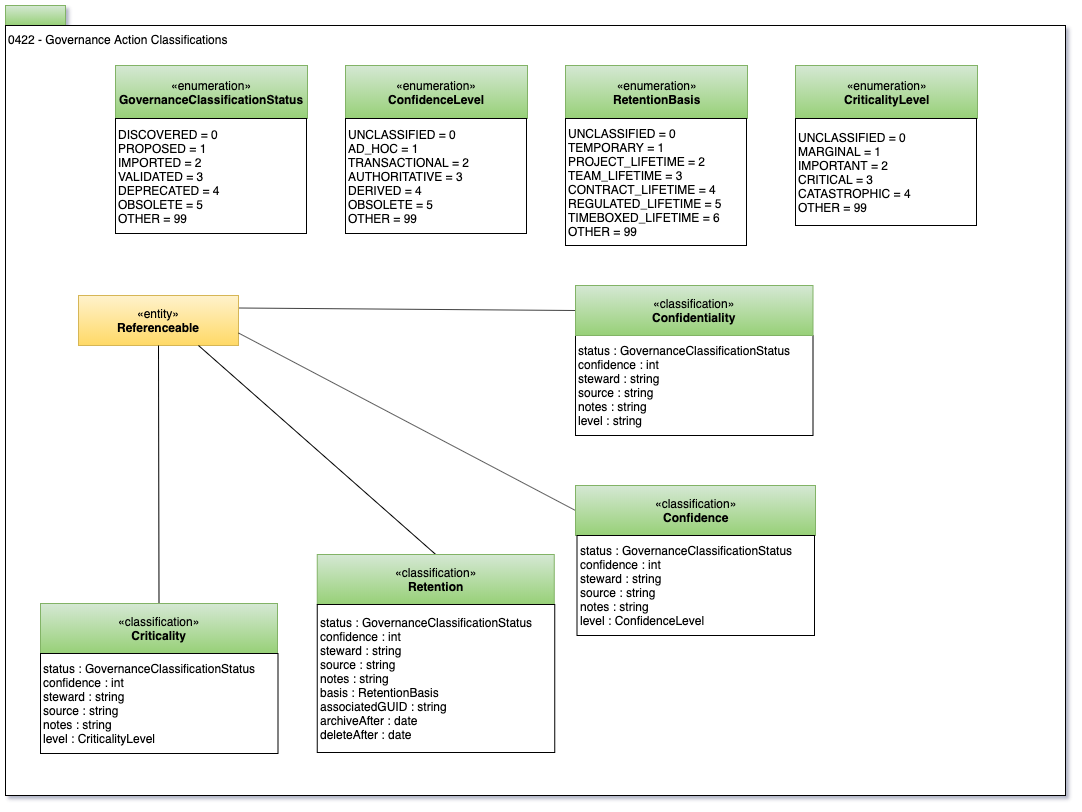 0422 - Governance Action Classifications
«enumeration»
GovernanceClassificationStatus
DISCOVERED = 0
PROPOSED = 1
IMPORTED = 2
VALIDATED = 3
DEPRECATED = 4
OBSOLETE = 5
OTHER = 99
«enumeration»
ConfidenceLevel
UNCLASSIFIED = 0
AD_HOC = 1
TRANSACTIONAL = 2
AUTHORITATIVE = 3
DERIVED = 4
OBSOLETE = 5
OTHER = 99
«enumeration»
RetentionBasis
UNCLASSIFIED = 0
TEMPORARY = 1
PROJECT_LIFETIME = 2
TEAM_LIFETIME = 3
CONTRACT_LIFETIME = 4
REGULATED_LIFETIME = 5
TIMEBOXED_LIFETIME = 6
OTHER = 99
«enumeration»
CriticalityLevel
UNCLASSIFIED = 0
MARGINAL = 1
IMPORTANT = 2
CRITICAL = 3
CATASTROPHIC = 4
OTHER = 99
«entity»
Referenceable
«classification»
Confidentiality
status : GovernanceClassificationStatus
confidence : int
steward : string
source : string
notes : string
level : string
«classification»
Confidence
status : GovernanceClassificationStatus
confidence : int
steward : string
source : string
notes : string
level : ConfidenceLevel
«classification»
Retention
status : GovernanceClassificationStatus
confidence : int
steward : string
source : string
notes : string
basis : RetentionBasis
associatedGUID : string
archiveAfter : date
deleteAfter : date
«classification»
Criticality
status : GovernanceClassificationStatus
confidence : int
steward : string
source : string
notes : string
level : CriticalityLevel